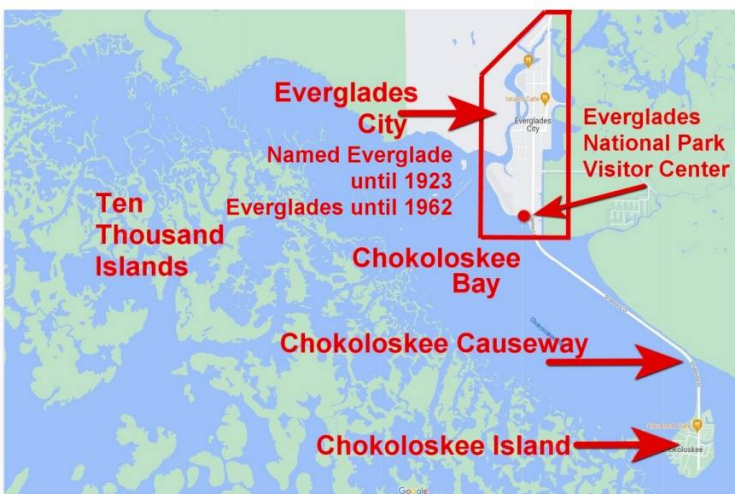 Everglades
City
Named Everglade
until 1923
Everglades until 1962
Island Cafe
Everglades
City
Everglades
National Park
Visitor Center
Ten
Thousand
Islands
Chokoloskee
Bay
Chokoloskee Causeway
Chokoloskee Island
Chokoloskee
Google